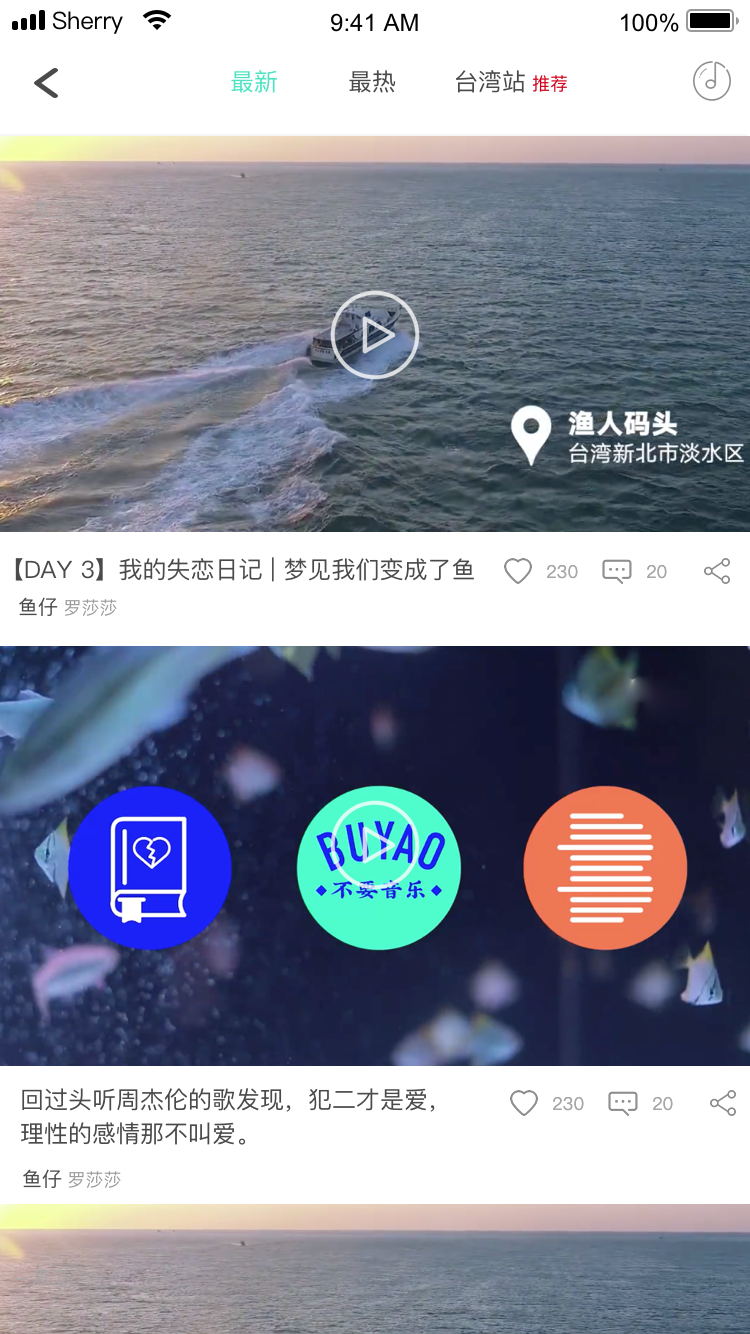 Sherry 9:41 AM 100%
最新 最热 台湾站 推荐
渔人码头
台湾新北市淡水区
【DAY 3】我的失恋日记 | 梦见我们变成了鱼 230 20
鱼仔 罗莎莎
BUYAO
不要音乐
回过头听周杰伦的歌发现，犯二才是爱， 230 20
理性的感情那不叫爱。
鱼仔 罗莎莎